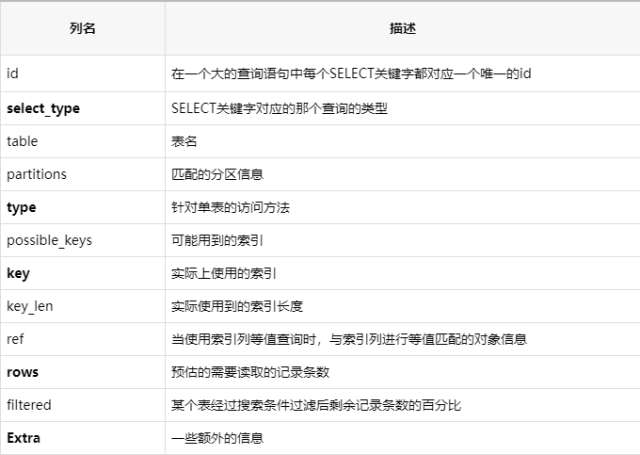 列名 描述
id 在一个大的查询语句中每个SELECT关键字都对应一个唯一的id
select_type SELECT关键字对应的那个查询的类型
table 表名
partitions 匹配的分区信息
type 针对单表的访问方法
possible_keys 可能用到的索引
key 实际上使用的索引
key_len 实际使用到的索引长度
ref 当使用索引列等值查询时，与索引列进行等值匹配的对象信息
rows 预估的需要读取的记录条数
filtered 某个表经过搜索条件过滤后剩余记录条数的百分比
Extra 一些额外的信息